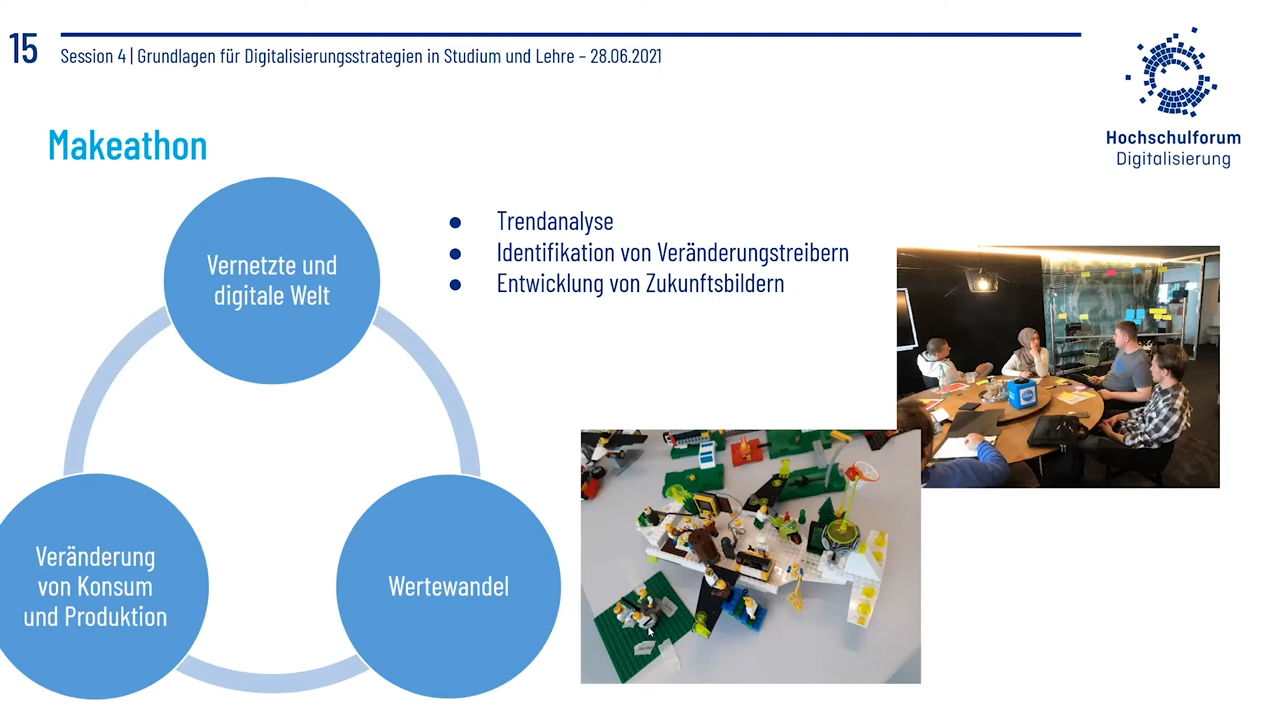 15
Session 4 | Grundlagen für Digitalisierungsstrategien in Studium und Lehre – 28.06.2021
Hochschulforum
Digitalisierung
Makeathon
Vernetzte und
digitale Welt
● Trendanalyse
● Identifikation von Veränderungstreibern
● Entwicklung von Zukunftsbildern
Veränderung
von Konsum
und Produktion
Wertewandel